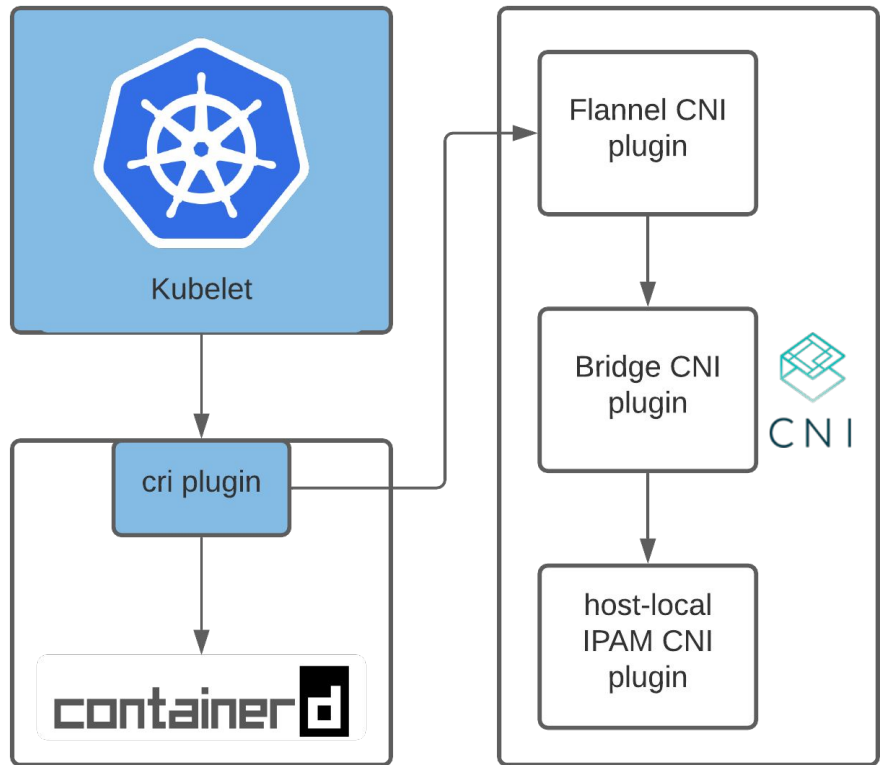 Kubelet
cri plugin
containerd
Flannel CNI
plugin
Bridge CNI
plugin
CNI
host-local
IPAM CNI
plugin